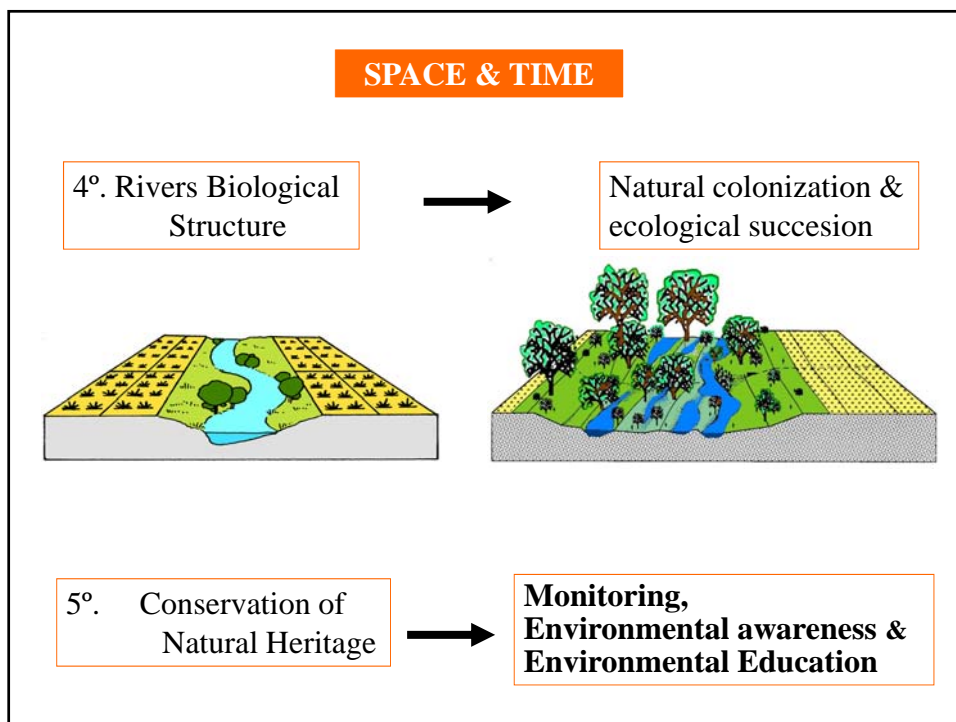 SPACE & TIME
4º. Rivers Biological
Structure
Natural colonization &
ecological succesion
5º. Conservation of
Natural Heritage
Monitoring,
Environmental awareness &
Environmental Education